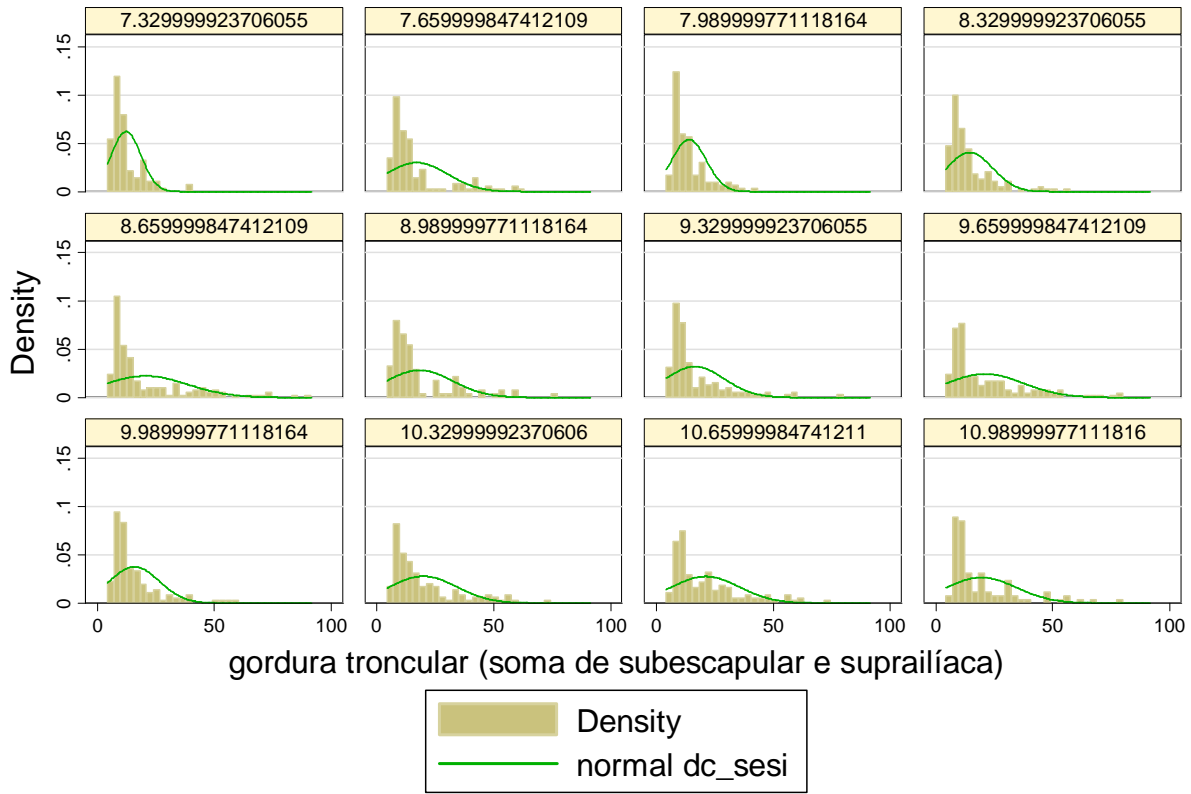 7.329999923706055 7.659999847412109 7.989999771118164 8.329999923706055
.15
.1
.05
0
8.659999847412109 8.989999771118164 9.329999923706055 9.659999847412109
.15
.1
.05
0
9.989999771118164 10.32999992370606 10.65999984741211 10.98999977111816
.15
.1
.05
0
0 50 100 0 50 100 0 50 100 0 50 100
Density
gordura troncular (soma de subescapular e suprailíaca)
Density
normal dc_sesi